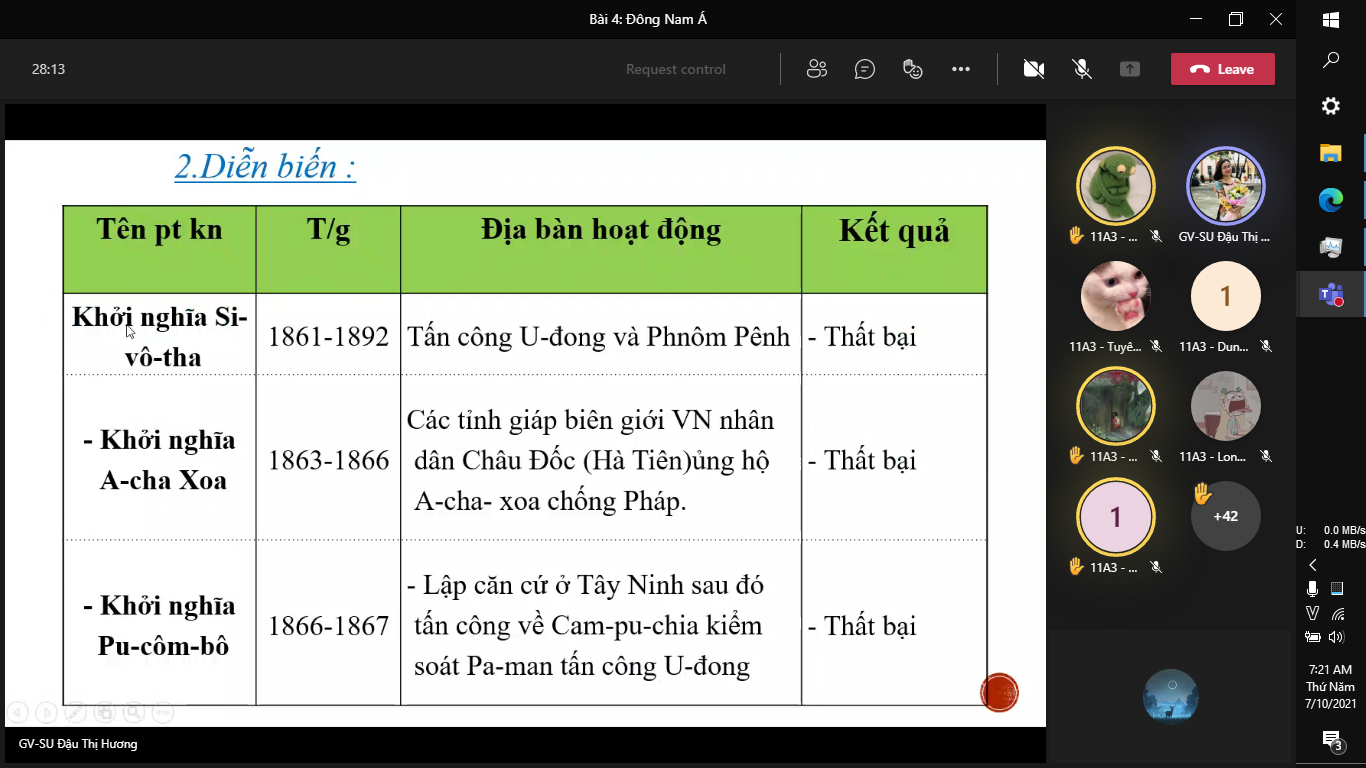 Bài 4: Đông Nam Á
28:13
Request control
Leave
2.Diễn biến :
Tên pt kn
T/g
Địa bàn hoạt động
Kết quả
Khởi nghĩa Si-
vô-tha
1861-1892
Tấn công U-đong và Phnôm Pênh
- Thất bại
- Khởi nghĩa
A-cha Xoa
1863-1866
Các tỉnh giáp biên giới VN nhân
dân Châu Đốc (Hà Tiên)ủng hộ
A-cha- xoa chống Pháp.
- Thất bại
- Khởi nghĩa
Pu-côm-bô
1866-1867
- Lập căn cứ ở Tây Ninh sau đó
tấn công về Cam-pu-chia kiểm
soát Pa-man tấn công U-đong
- Thất bại
GV-SU Đậu Thị Hương
11A3 - ...
GV-SU Đậu Thị ...
1
11A3 - Tuyê...
11A3 - Dun...
11A3 - ...
11A3 - Lon...
1
+42
11A3 - ...
U: 0.0 MB/s
D: 0.4 MB/s
7:21 AM
Thứ Năm
7/10/2021
3